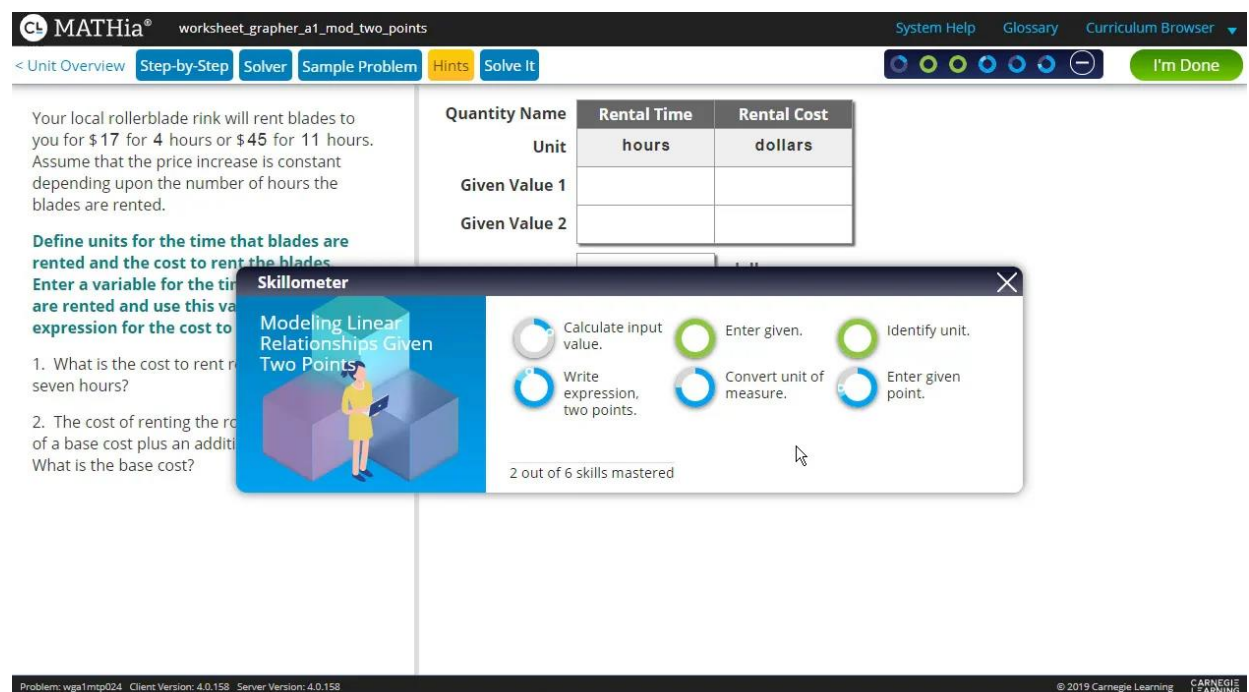 CL MATHia® worksheet_grapher_a1_mod_two_points System Help Glossary Curriculum Browser
< Unit Overview Step-by-Step Solver Sample Problem Hints Solve It I'm Done
Your local rollerblade rink will rent blades to
you for $17 for 4 hours or $45 for 11 hours.
Assume that the price increase is constant
depending upon the number of hours the
blades are rented.
Define units for the time that blades are
rented and the cost to rent the blades.
Enter a variable for the
are rented and use this
expression for the cost to
1. What is the cost to rent
seven hours?
2. The cost of renting the
of a base cost plus an
What is the base cost?
Quantity Name Rental Time Rental Cost
Unit hours dollars
Given Value 1
Given Value 2
Skillometer
Modeling Linear
Relationships Given
Two Points
Calculate input
value.
Enter given.
Identify unit.
Write
expression,
two points.
Convert unit of
measure.
Enter given
point.
2 out of 6 skills mastered
Problem: wga1mtp024 Client Version: 4.0.158 Server Version: 4.0.158
© 2019 Carnegie Learning CARNEGIE
LEARNING